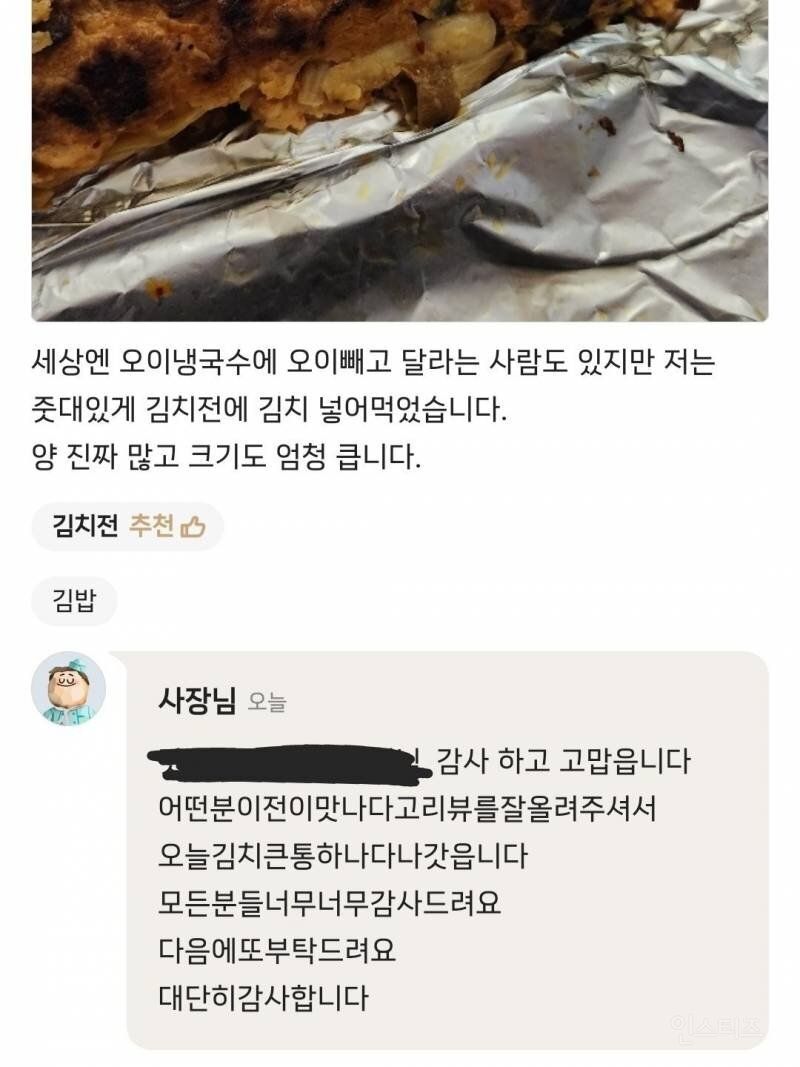 세상엔 오이냉국수에 오이빼고 달라는 사람도 있지만 저는
줏대있게 김치전에 김치 넣어먹었습니다.
양 진짜 많고 크기도 엄청 큽니다.
김치전 추천
김밥
사장님 오늘
감사 하고 고맙읍니다
어떤분이전이맛나다고리뷰를잘올려주셔서
오늘김치큰통하나다나갓읍니다
모든분들너무너무감사드려요
다음에또부탁드려요
대단히감사합니다
인스티즈